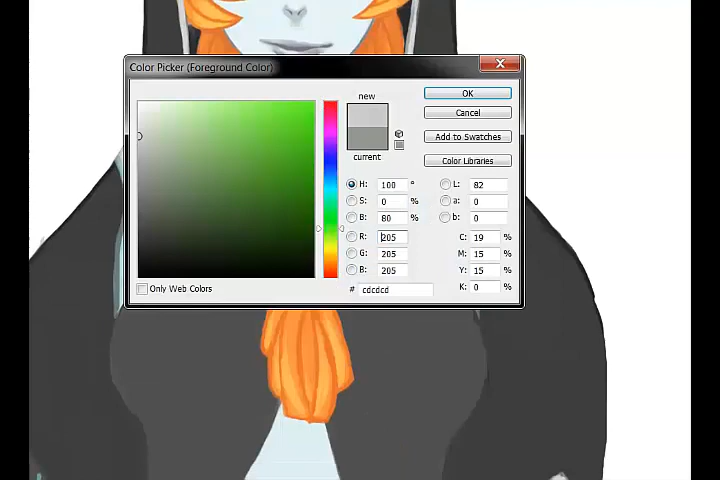 Color Picker (Foreground Color)
new
current
OK
Cancel
Add to Swatches
Color Libraries
H: 100 °
S: 0 %
B: 80 %
R: 205
G: 205
B: 205
# cdcdcd
L: 82
a: 0
b: 0
C: 19 %
M: 15 %
Y: 15 %
K: 0 %
Only Web Colors